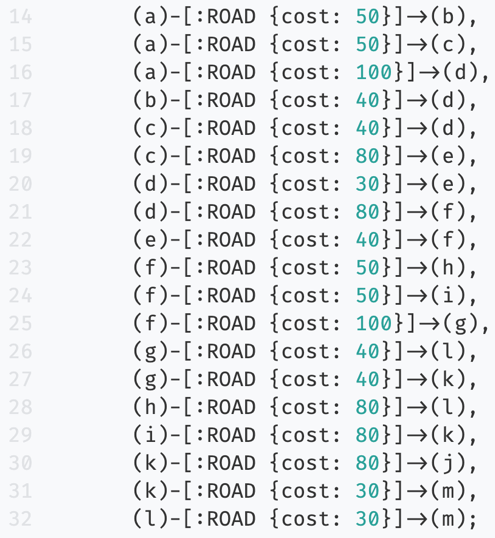 14 (a)-[:ROAD {cost: 50}]->(b),
15 (a)-[:ROAD {cost: 50}]->(c),
16 (a)-[:ROAD {cost: 100}]->(d),
17 (b)-[:ROAD {cost: 40}]->(d),
18 (c)-[:ROAD {cost: 40}]->(d),
19 (c)-[:ROAD {cost: 80}]->(e),
20 (d)-[:ROAD {cost: 30}]->(e),
21 (d)-[:ROAD {cost: 80}]->(f),
22 (e)-[:ROAD {cost: 40}]->(f),
23 (f)-[:ROAD {cost: 50}]->(h),
24 (f)-[:ROAD {cost: 50}]->(i),
25 (f)-[:ROAD {cost: 100}]->(g),
26 (g)-[:ROAD {cost: 40}]->(l),
27 (g)-[:ROAD {cost: 40}]->(k),
28 (h)-[:ROAD {cost: 80}]->(l),
29 (i)-[:ROAD {cost: 80}]->(k),
30 (k)-[:ROAD {cost: 80}]->(j),
31 (k)-[:ROAD {cost: 30}]->(m),
32 (l)-[:ROAD {cost: 30}]->(m);